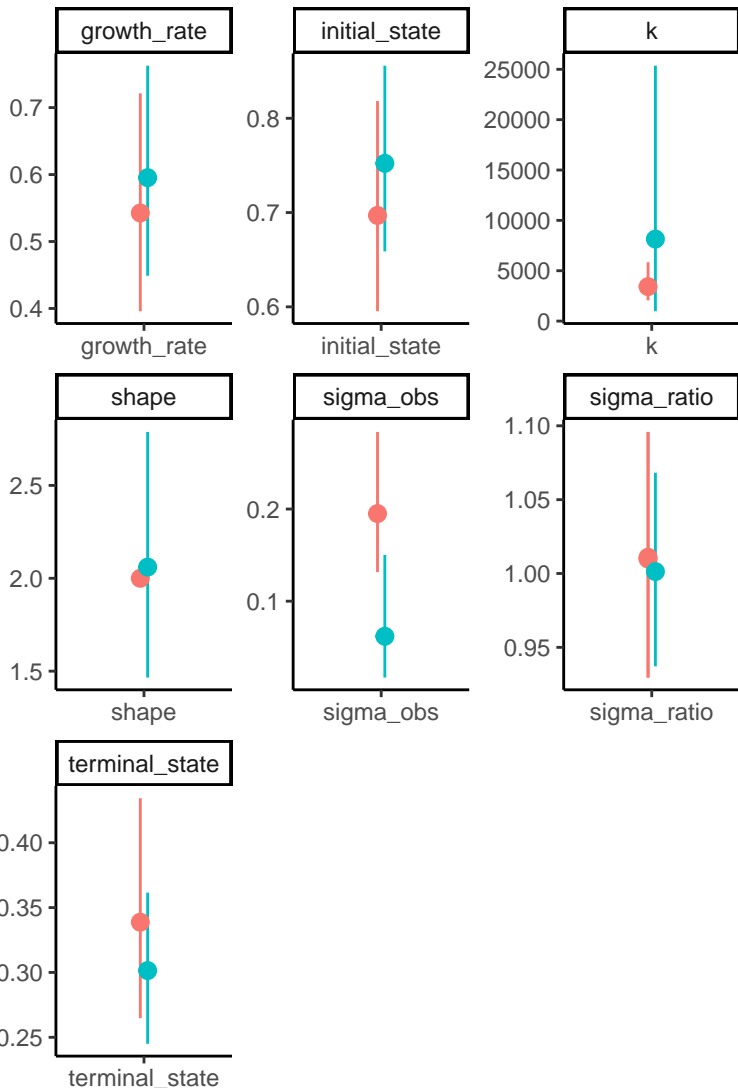 growth_rate
initial_state
k
0.7
0.6
0.5
0.4
0.8
0.7
0.6
25000
20000
15000
10000
5000
0
growth_rate
initial_state
k
shape
sigma_obs
sigma_ratio
2.5
2.0
1.5
0.2
0.1
1.10
1.05
1.00
0.95
shape
sigma_obs
sigma_ratio
terminal_state
0.40
0.35
0.30
0.25
terminal_state